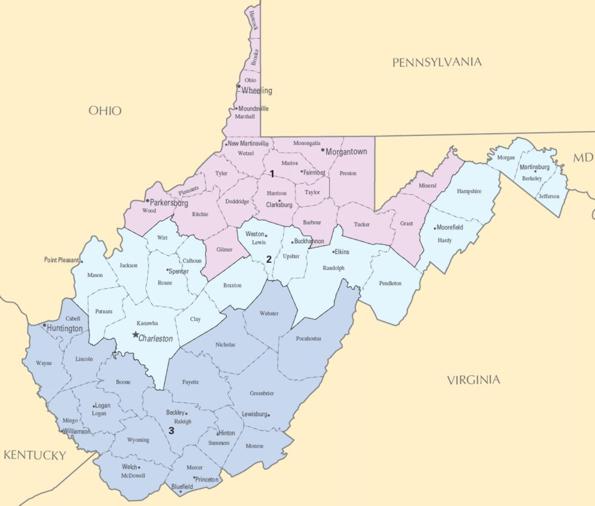 Hancock
Brooke
PENNSYLVANIA
Ohio
Wheeling
OHIO
Moundsville
Marshall
New Martinsville
Wetzel
Monongalia
Morgantown
Marion
Fairmont
Preston
1
Tyler
Pleasants
Harrison
Clarksburg
Taylor
Doddridge
Parkersburg
Wood
Ritchie
Barbour
Tucker
Grant
Mineral
Hampshire
Morgan
Martinsburg
Berkeley
Jefferson
MD
Moorefield
Hardy
Gilmer
Wirt
Weston
Lewis
Buckhannon
Upshur
Elkins
Randolph
2
Calhoun
Point Pleasant
Mason
Jackson
Spencer
Roane
Braxton
Pendleton
Putnam
Kanawha
Clay
Charleston
Webster
Cabell
Huntington
Nicholas
Pocahontas
Wayne
Lincoln
Boone
Fayette
Greenbrier
VIRGINIA
Logan
Logan
Mingo
Williamson
Beckley
Raleigh
Lewisburg
3
Hinton
Summers
Monroe
Wyoming
KENTUCKY
Welch
McDowell
Mercer
Princeton
Bluefield